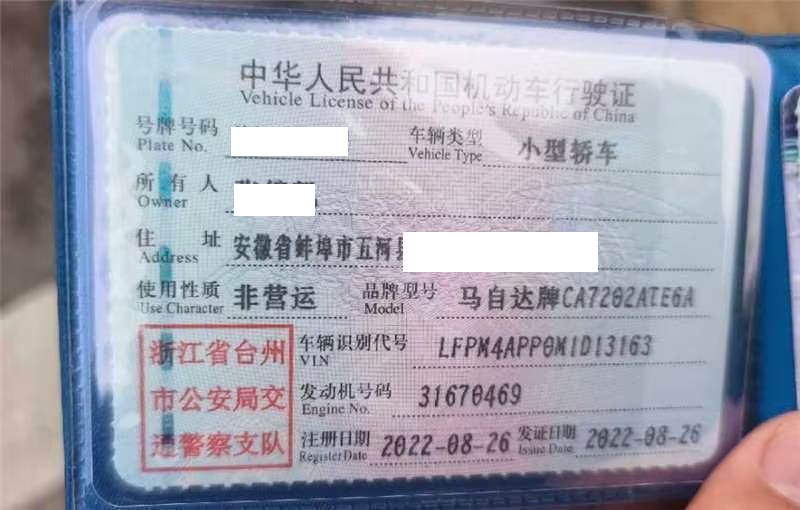 中华人民共和国机动车行驶证
Vehicle License of the People's Republic of China
号牌号码 车辆类型 小型轿车
Plate No. Vehicle Type
所有人
Owner
住址 安徽省蚌埠市五河县
Address
使用性质 非营运 品牌型号 马自达牌CA7202ATE6A
Use Character Model
浙江省台州 车辆识别代号 LFPM4APP0M1D13163
VIN
市公安局交 发动机号码 31670469
Engine No.
通警察支队 注册日期 2022-08-26 发证日期 2022-08-26
Register Date Issue Date